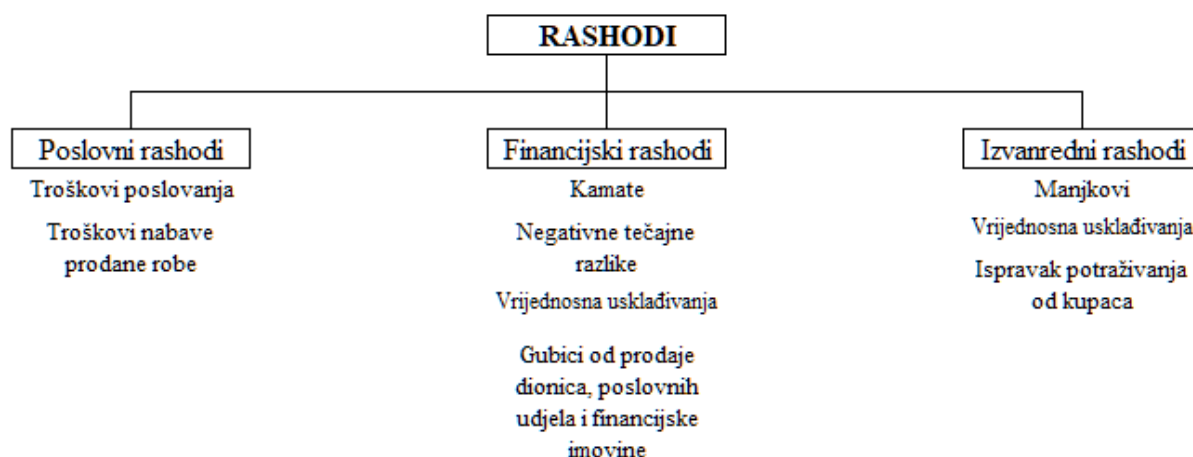 RASHODI
Poslovni rashodi
Troškovi poslovanja
Troškovi nabave
prodane robe
Financijski rashodi
Kamate
Negativne tečajne
razlike
Vrijednosna usklađivanja
Gubici od prodaje
dionica, poslovnih
udjela i financijske
imovine
Izvanredni rashodi
Manjkovi
Vrijednosna usklađivanja
Ispravak potraživanja
od kupaca